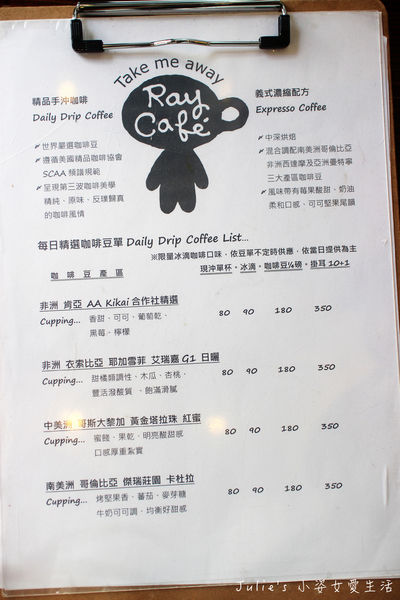 Take me away
Ray
Café
精品手沖咖啡
Daily Drip Coffee
➢世界嚴選咖啡豆
➢遵循美國精品咖啡協會
SCAA 頻譜規範
➢呈現第三波咖啡美學
精純、原味、反璞歸真
的咖啡風情
義式濃縮配方
Expresso Coffee
➢中深烘焙
➢混合調配南美洲哥倫比亞
非洲西達摩及亞洲曼特寧
三大產區咖啡豆
➢風味帶有莓果酸甜、奶油
柔和口感、可可堅果尾韻
每日精選咖啡豆單 Daily Drip Coffee List...
※限量冰滴咖啡口味，依豆單不定時供應，依當日提供為主
咖啡豆產區 現沖單杯。冰滴。咖啡豆¼磅。掛耳 10+1
非洲 肯亞 AA Kikai 合作社精選 80 90 180 350
Cupping... 香甜、可可、葡萄乾、
黑莓、檸檬
非洲 衣索比亞 耶加雪菲 艾瑞嘉 G1 日曬 80 90 180 350
Cupping... 甜橘類調性、木瓜、杏桃、
豐活潑酸質 、飽滿滑膩
中美洲 哥斯大黎加 黃金塔拉珠 紅蜜 80 90 180 350
Cupping... 蜜餞、果乾、明亮酸甜感
口感厚重紮實
南美洲 哥倫比亞 傑瑞莊園 卡杜拉 80 90 180 350
Cupping... 烤堅果香、蕃茄、麥芽糖
牛奶可可調、均衡好甜感
Julie's 小姿女愛生活